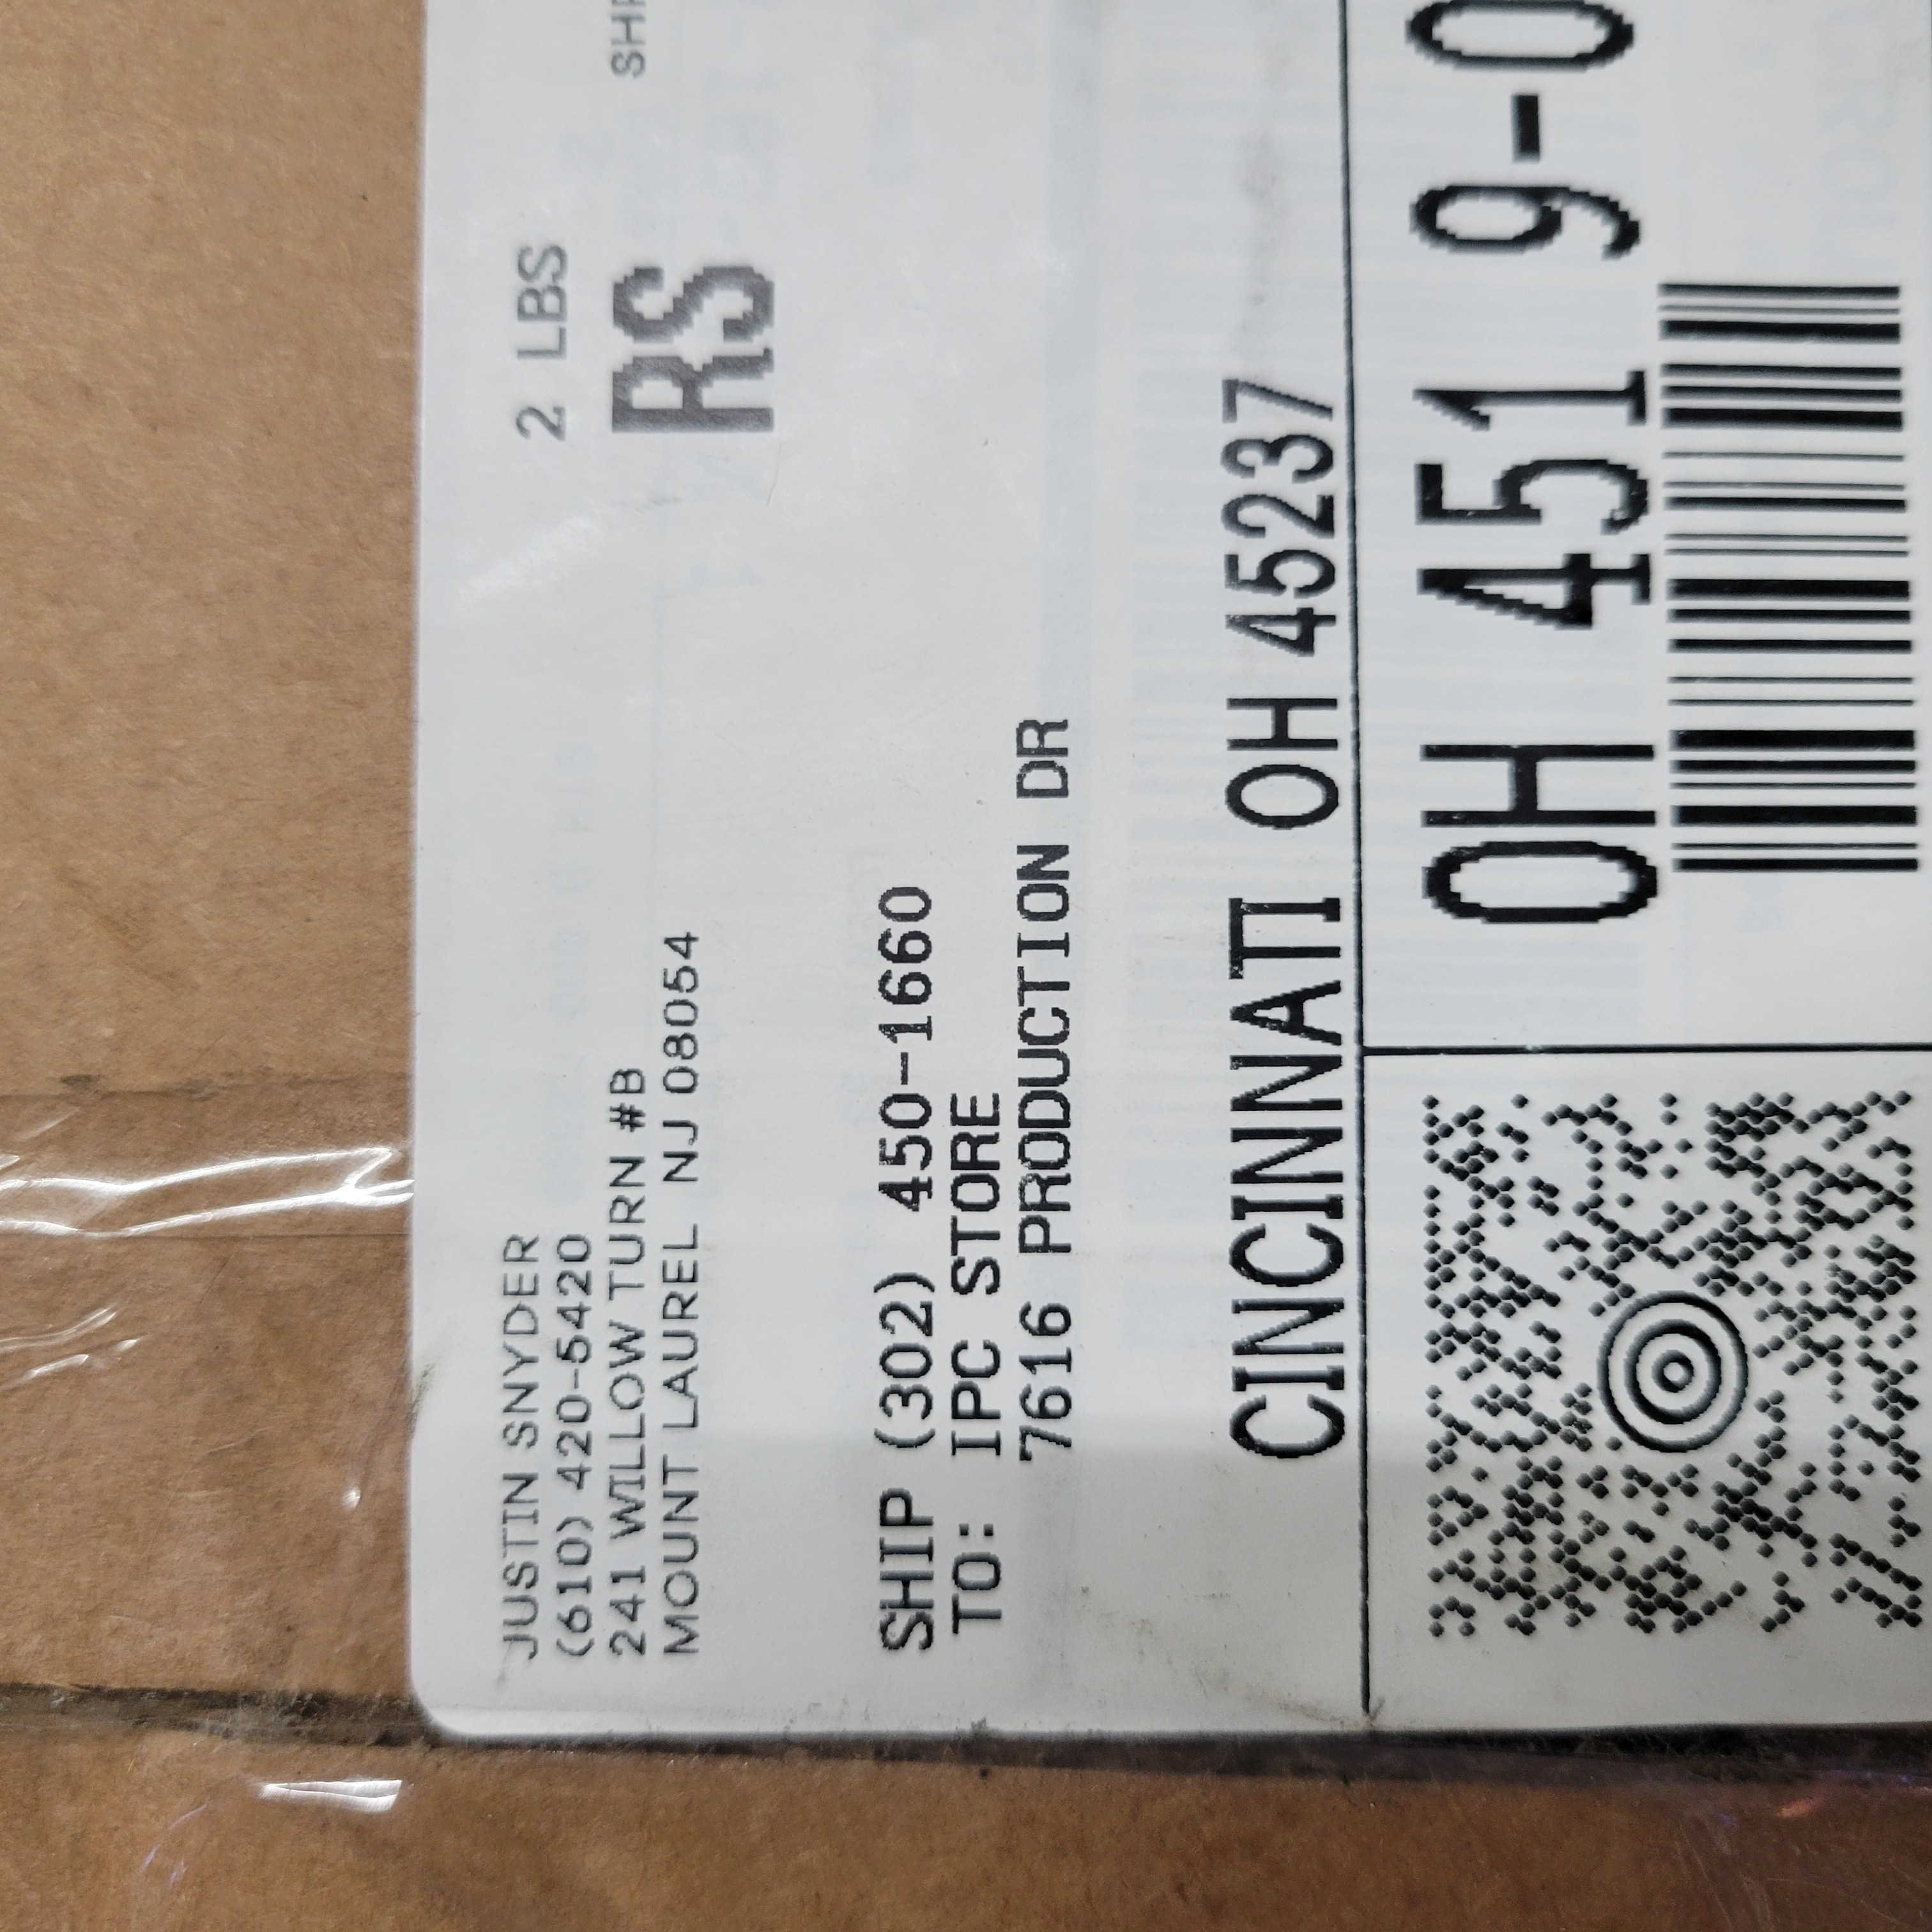 JUSTIN SNYDER
(610) 420-5420
241 WILLOW TURN #B
MOUNT LAUREL NJ 08054
2 LBS
RS
SHIP (302) 450-1660
TO: IPC STORE
7616 PRODUCTION DR
CINCINNATI OH 45237
OH 451 9-0